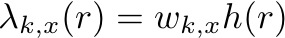 λ_{k,x}(r) = w_{k,x}h(r)